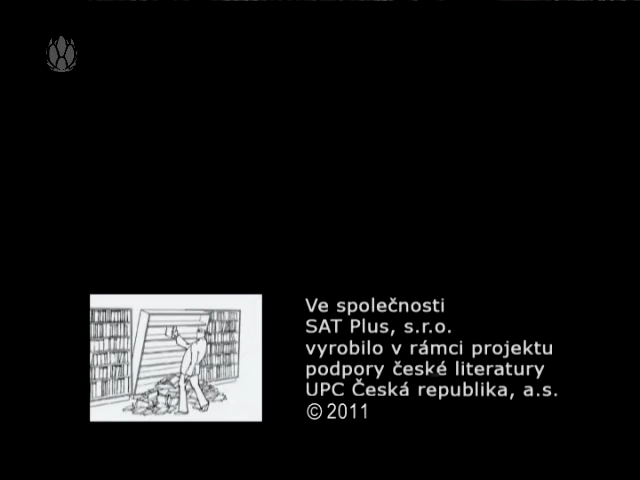 Ve společnosti
SAT Plus, s.r.o.
vyrobilo v rámci projektu
podpory české literatury
UPC Česká republika, a.s.
© 2011